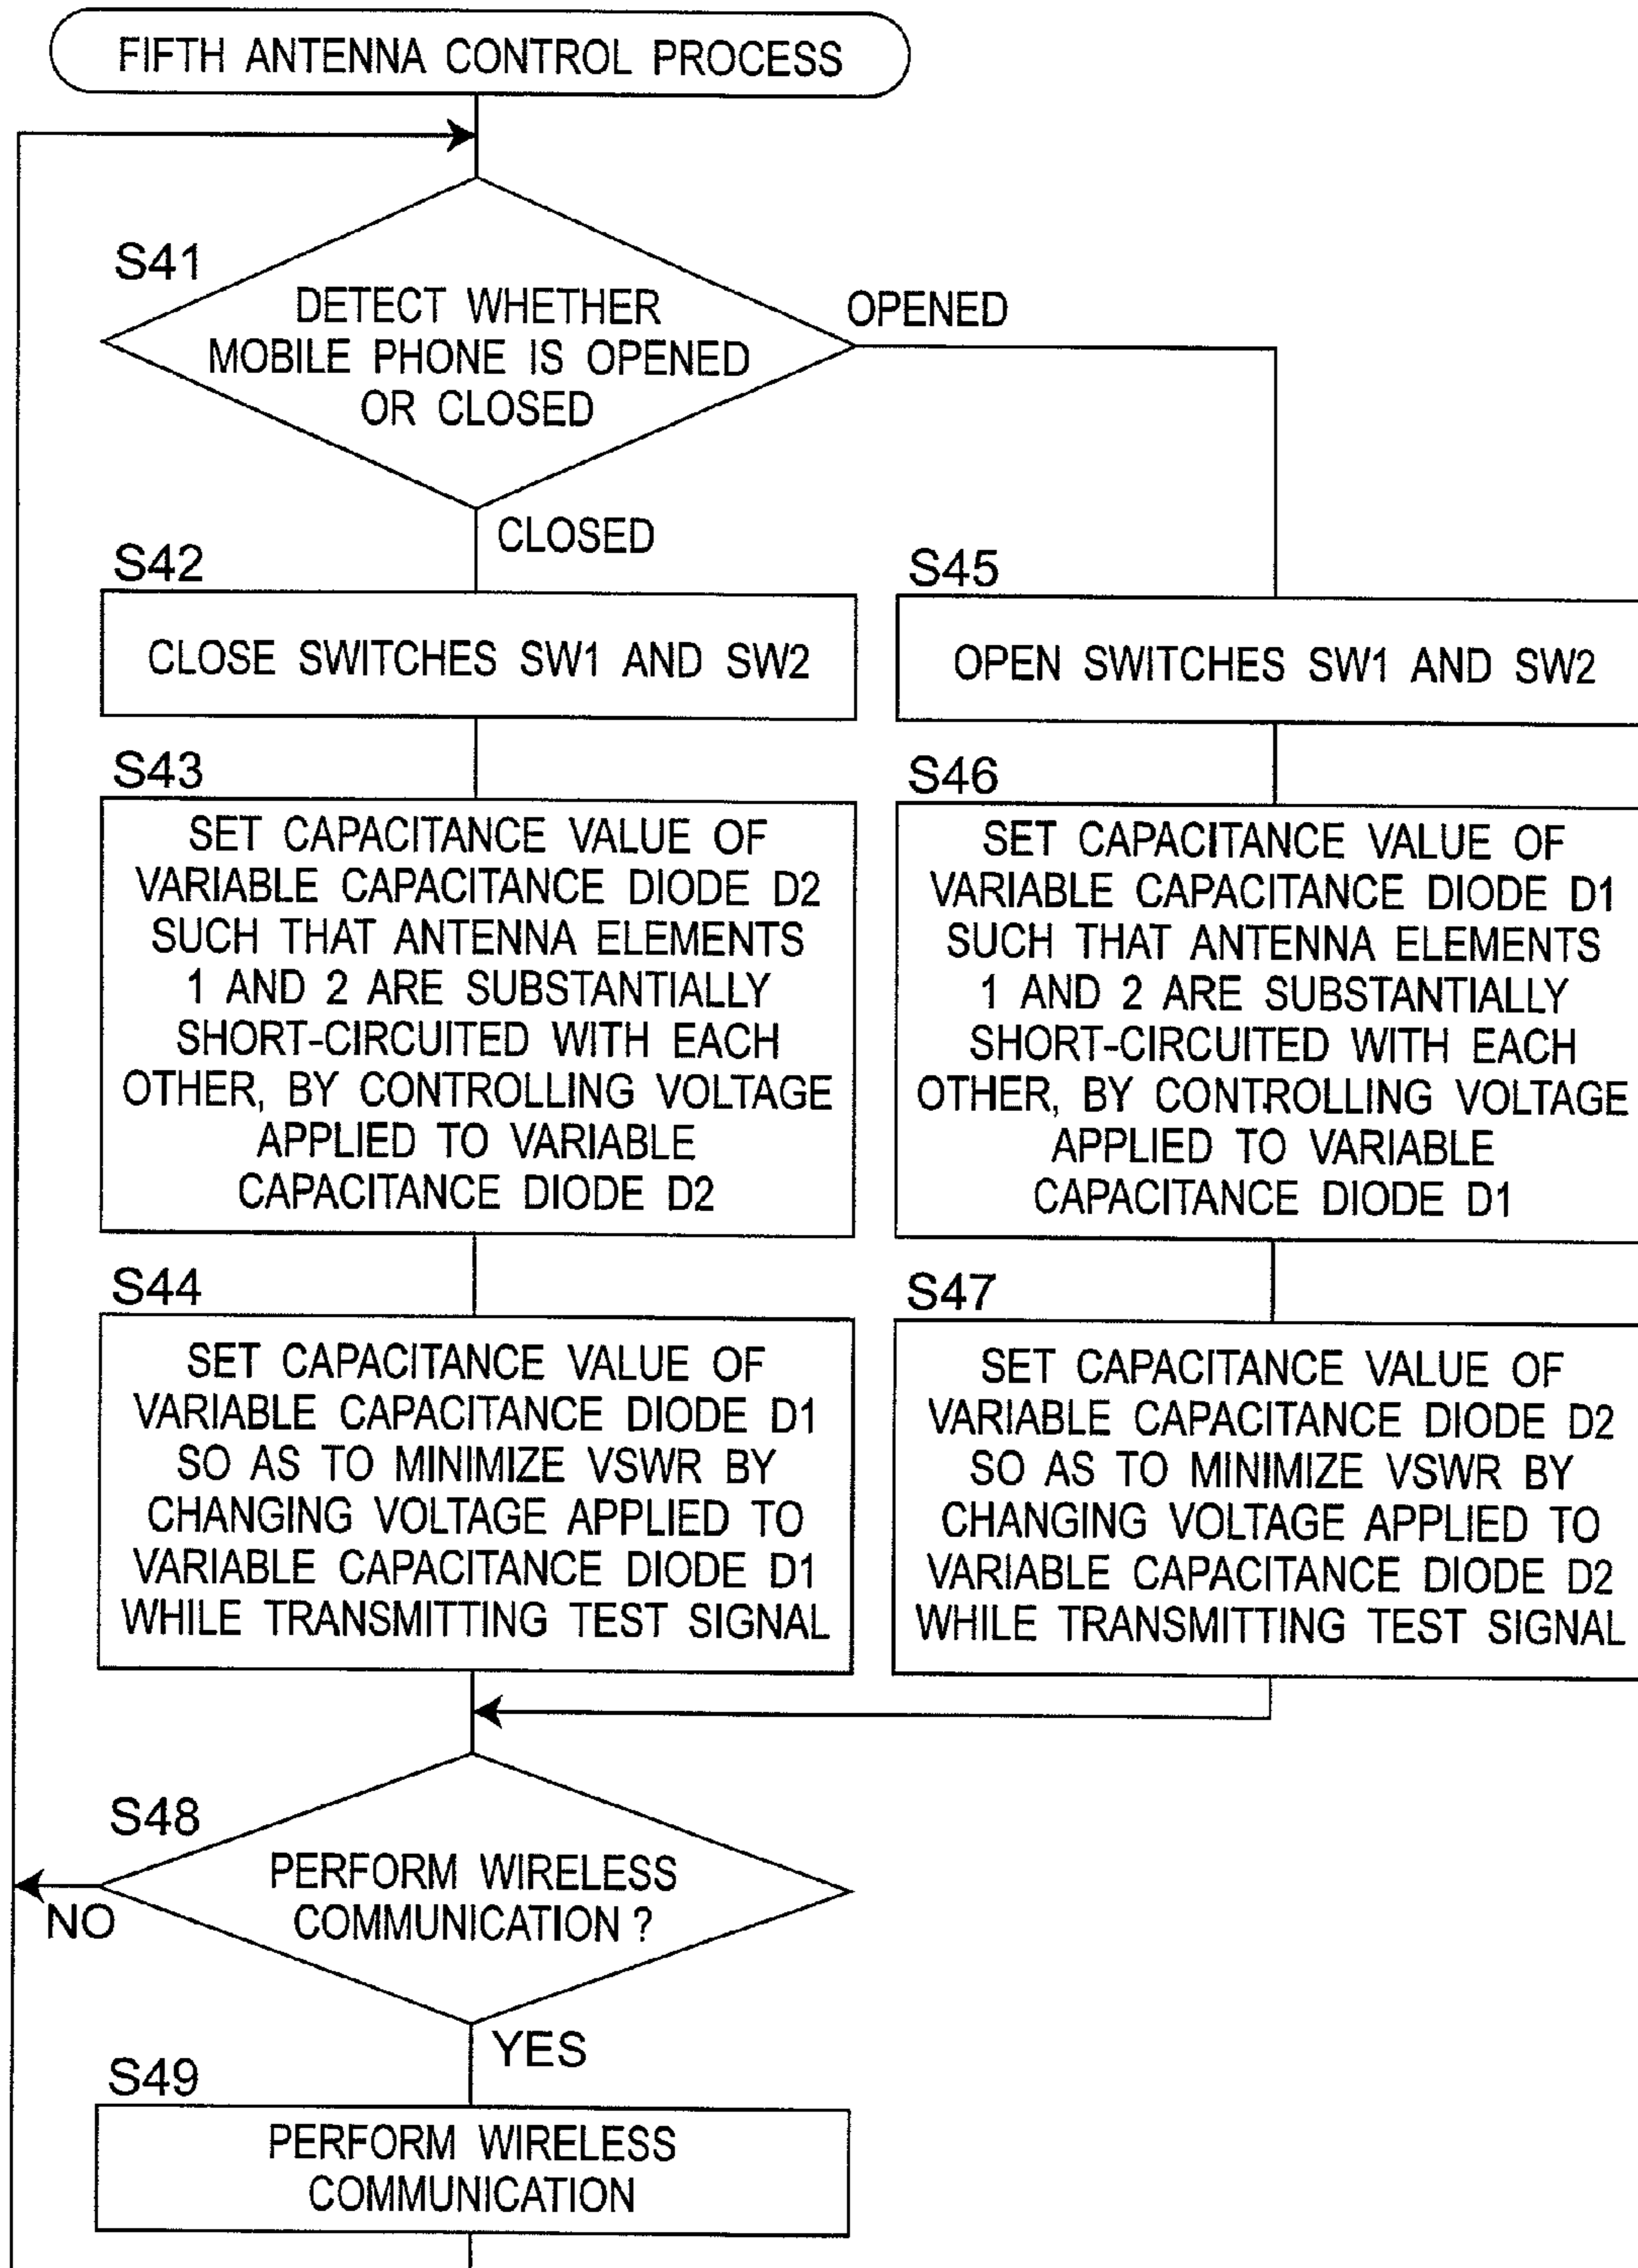 FIFTH ANTENNA CONTROL PROCESS
S41
DETECT WHETHER
MOBILE PHONE IS OPENED
OR CLOSED
OPENED
CLOSED
S42
CLOSE SWITCHES SW1 AND SW2
S43
SET CAPACITANCE VALUE OF
VARIABLE CAPACITANCE DIODE D2
SUCH THAT ANTENNA ELEMENTS
1 AND 2 ARE SUBSTANTIALLY
SHORT-CIRCUITED WITH EACH
OTHER, BY CONTROLLING VOLTAGE
APPLIED TO VARIABLE
CAPACITANCE DIODE D2
S44
SET CAPACITANCE VALUE OF
VARIABLE CAPACITANCE DIODE D1
SO AS TO MINIMIZE VSWR BY
CHANGING VOLTAGE APPLIED TO
VARIABLE CAPACITANCE DIODE D1
WHILE TRANSMITTING TEST SIGNAL
S45
OPEN SWITCHES SW1 AND SW2
S46
SET CAPACITANCE VALUE OF
VARIABLE CAPACITANCE DIODE D1
SUCH THAT ANTENNA ELEMENTS
1 AND 2 ARE SUBSTANTIALLY
SHORT-CIRCUITED WITH EACH
OTHER, BY CONTROLLING VOLTAGE
APPLIED TO VARIABLE
CAPACITANCE DIODE D1
S47
SET CAPACITANCE VALUE OF
VARIABLE CAPACITANCE DIODE D2
SO AS TO MINIMIZE VSWR BY
CHANGING VOLTAGE APPLIED TO
VARIABLE CAPACITANCE DIODE D2
WHILE TRANSMITTING TEST SIGNAL
S48
PERFORM WIRELESS
COMMUNICATION ?
NO
YES
S49
PERFORM WIRELESS
COMMUNICATION